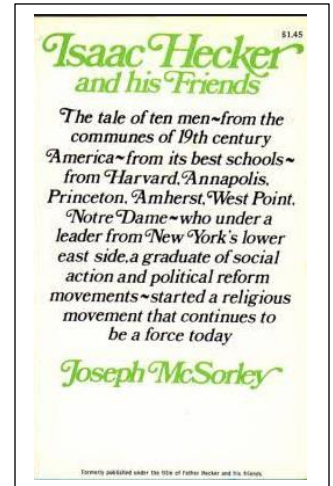 $1.45
Isaac Hecker
and his Friends
The tale of ten men~from the
communes of 19th century
America~from its best schools~
from Harvard, Annapolis,
Princeton, Amherst, West Point,
Notre Dame~who under a
leader from New York's lower
east side, a graduate of social
action and political reform
movements~started a religious
movement that continues to
be a force today
Joseph McSorley
Formerly published under the title of Father Hecker and his friends